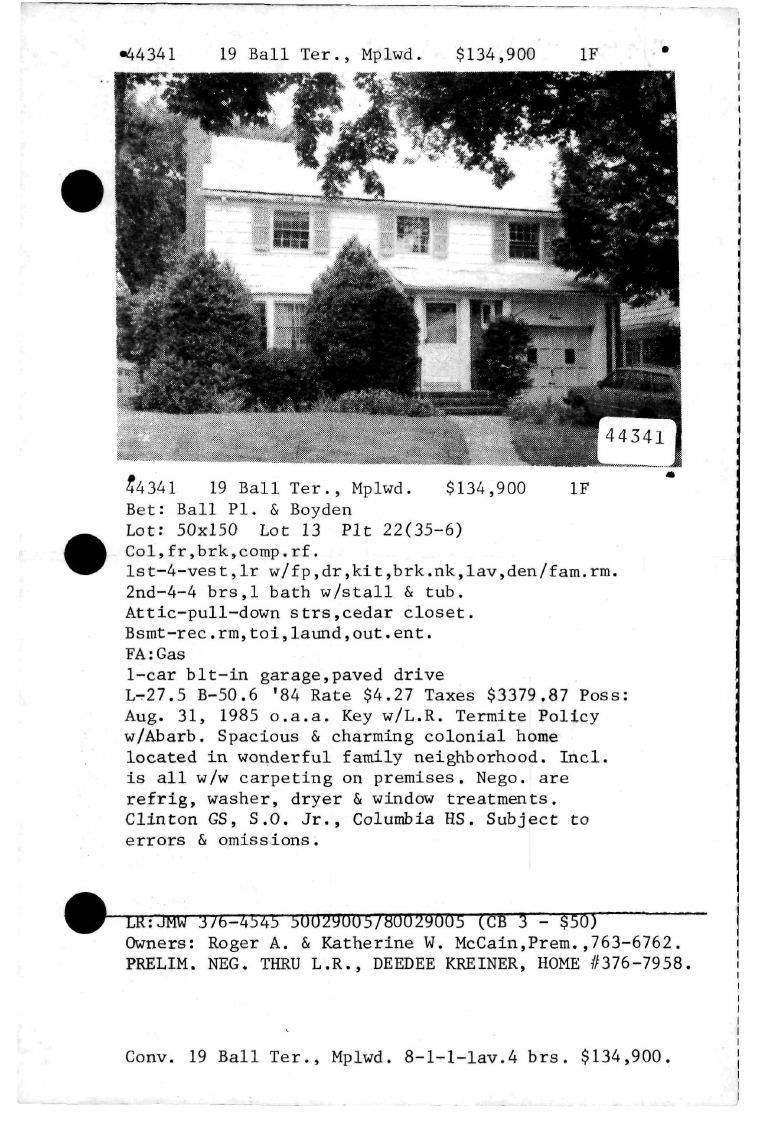 44341 19 Ball Ter., Mplwd. $134,900 1F
44341
44341 19 Ball Ter., Mplwd. $134,900 1F
Bet: Ball Pl. & Boyden
Lot: 50x150 Lot 13 Plt 22(35-6)
Col,fr,brk,comp.rf.
1st-4-vest,lr w/fp,dr,kit,brk.nk,lav,den/fam.rm.
2nd-4-4 brs,1 bath w/stall & tub.
Attic-pull-down strs,cedar closet.
Bsmt-rec.rm,toi,laund,out.ent.
FA:Gas
1-car blt-in garage,paved drive
L-27.5 B-50.6 '84 Rate $4.27 Taxes $3379.87 Poss:
Aug. 31, 1985 o.a.a. Key w/L.R. Termite Policy
w/Abarb. Spacious & charming colonial home
located in wonderful family neighborhood. Incl.
is all w/w carpeting on premises. Nego. are
refrig, washer, dryer & window treatments.
Clinton GS, S.O. Jr., Columbia HS. Subject to
errors & omissions.
LR:JMW 376-4545 50029005/80029005 (CB 3 - $50)
Owners: Roger A. & Katherine W. McCain,Prem.,763-6762.
PRELIM. NEG. THRU L.R., DEEDEE KREINER, HOME #376-7958.
Conv. 19 Ball Ter., Mplwd. 8-1-1-lav.4 brs. $134,900.